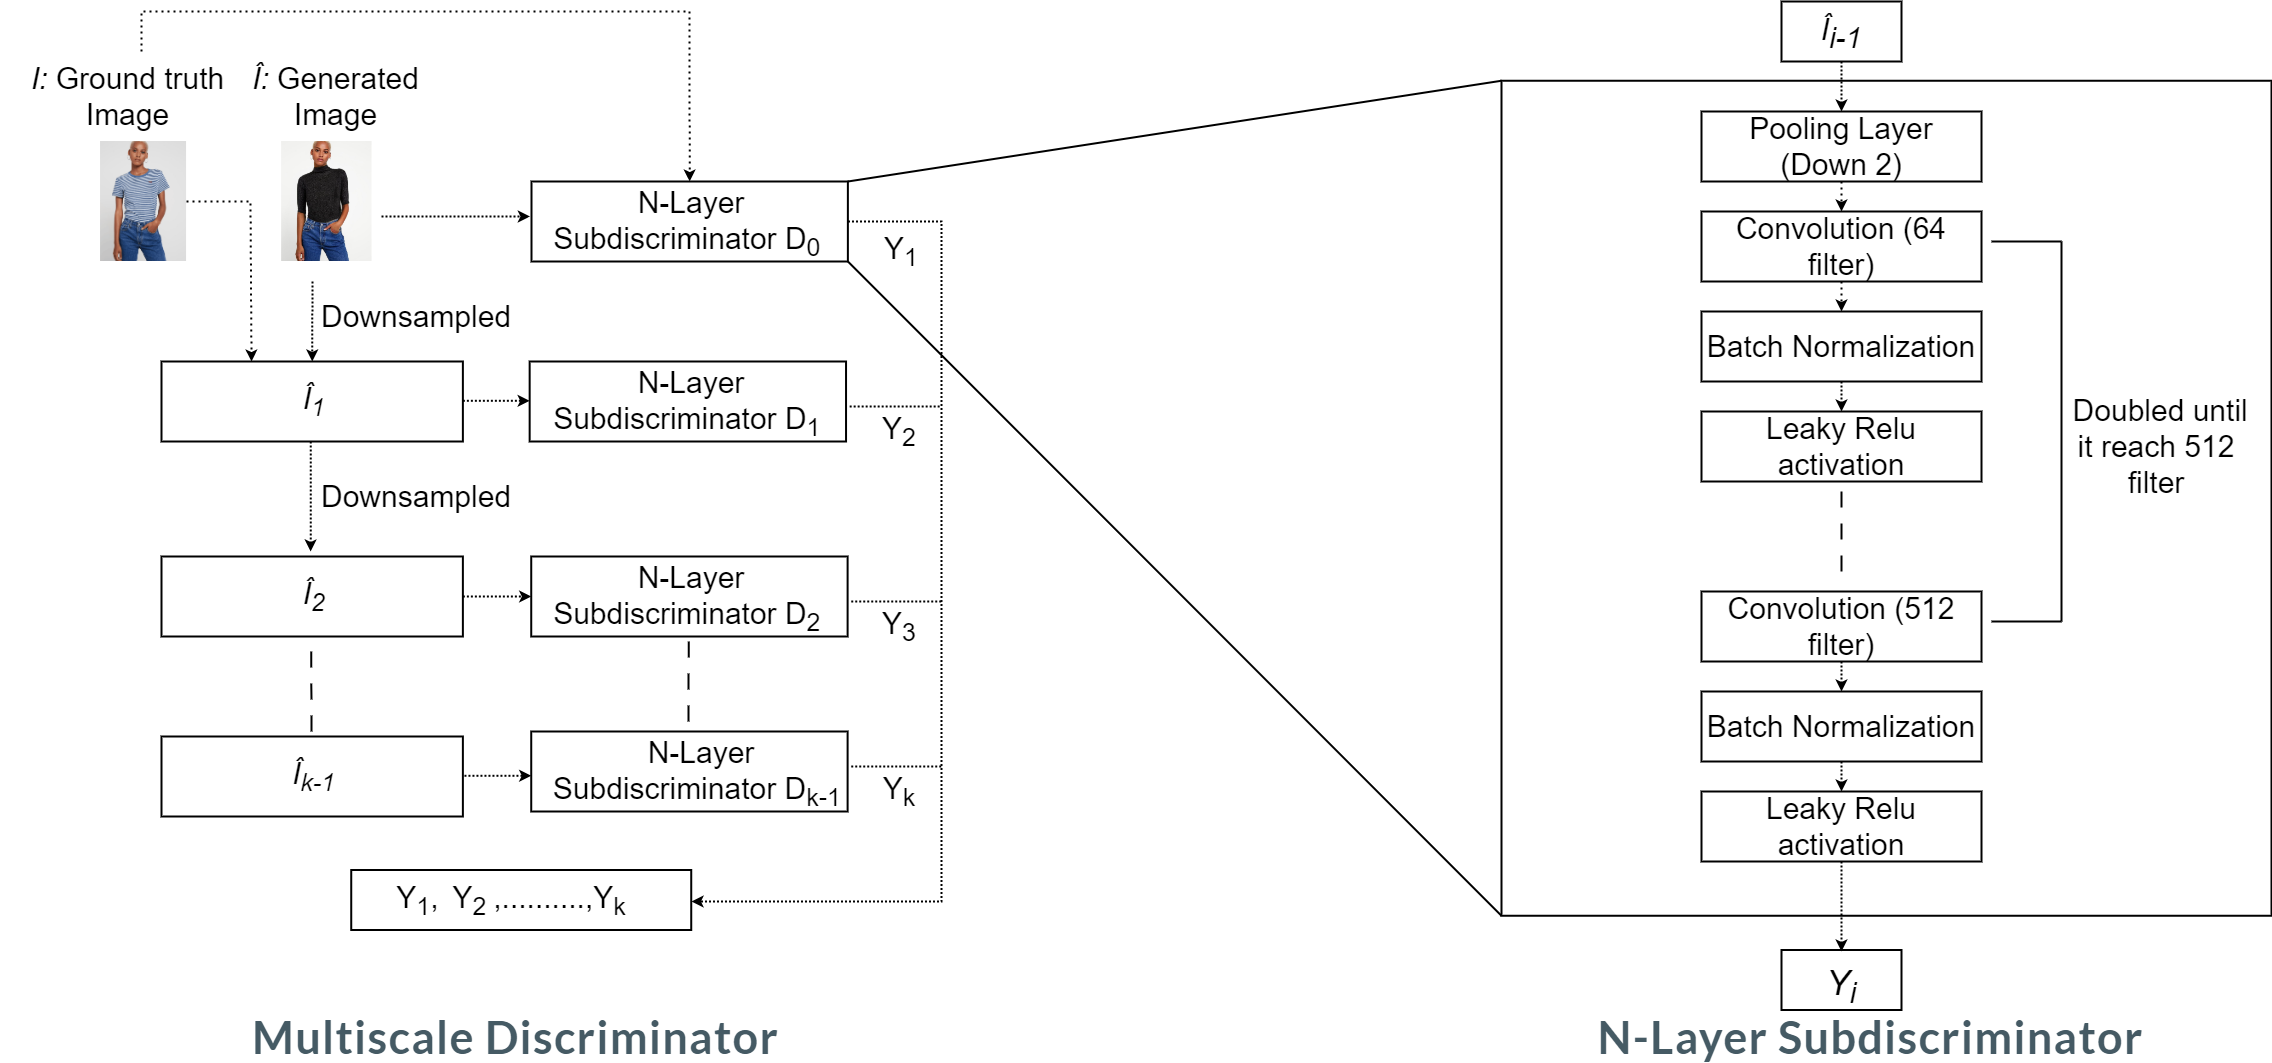 I: Ground truth
Image
Î: Generated
Image
N-Layer
Subdiscriminator D0
Y1
Downsampled
Î1
N-Layer
Subdiscriminator D1
Y2
Downsampled
Î2
N-Layer
Subdiscriminator D2
Y3
Îk-1
N-Layer
Subdiscriminator Dk-1
Yk
Y1, Y2 ,..........,Yk
Multiscale Discriminator
Îi-1
Pooling Layer
(Down 2)
Convolution (64
filter)
Batch Normalization
Leaky Relu
activation
Doubled until
it reach 512
filter
Convolution (512
filter)
Batch Normalization
Leaky Relu
activation
Yi
N-Layer Subdiscriminator